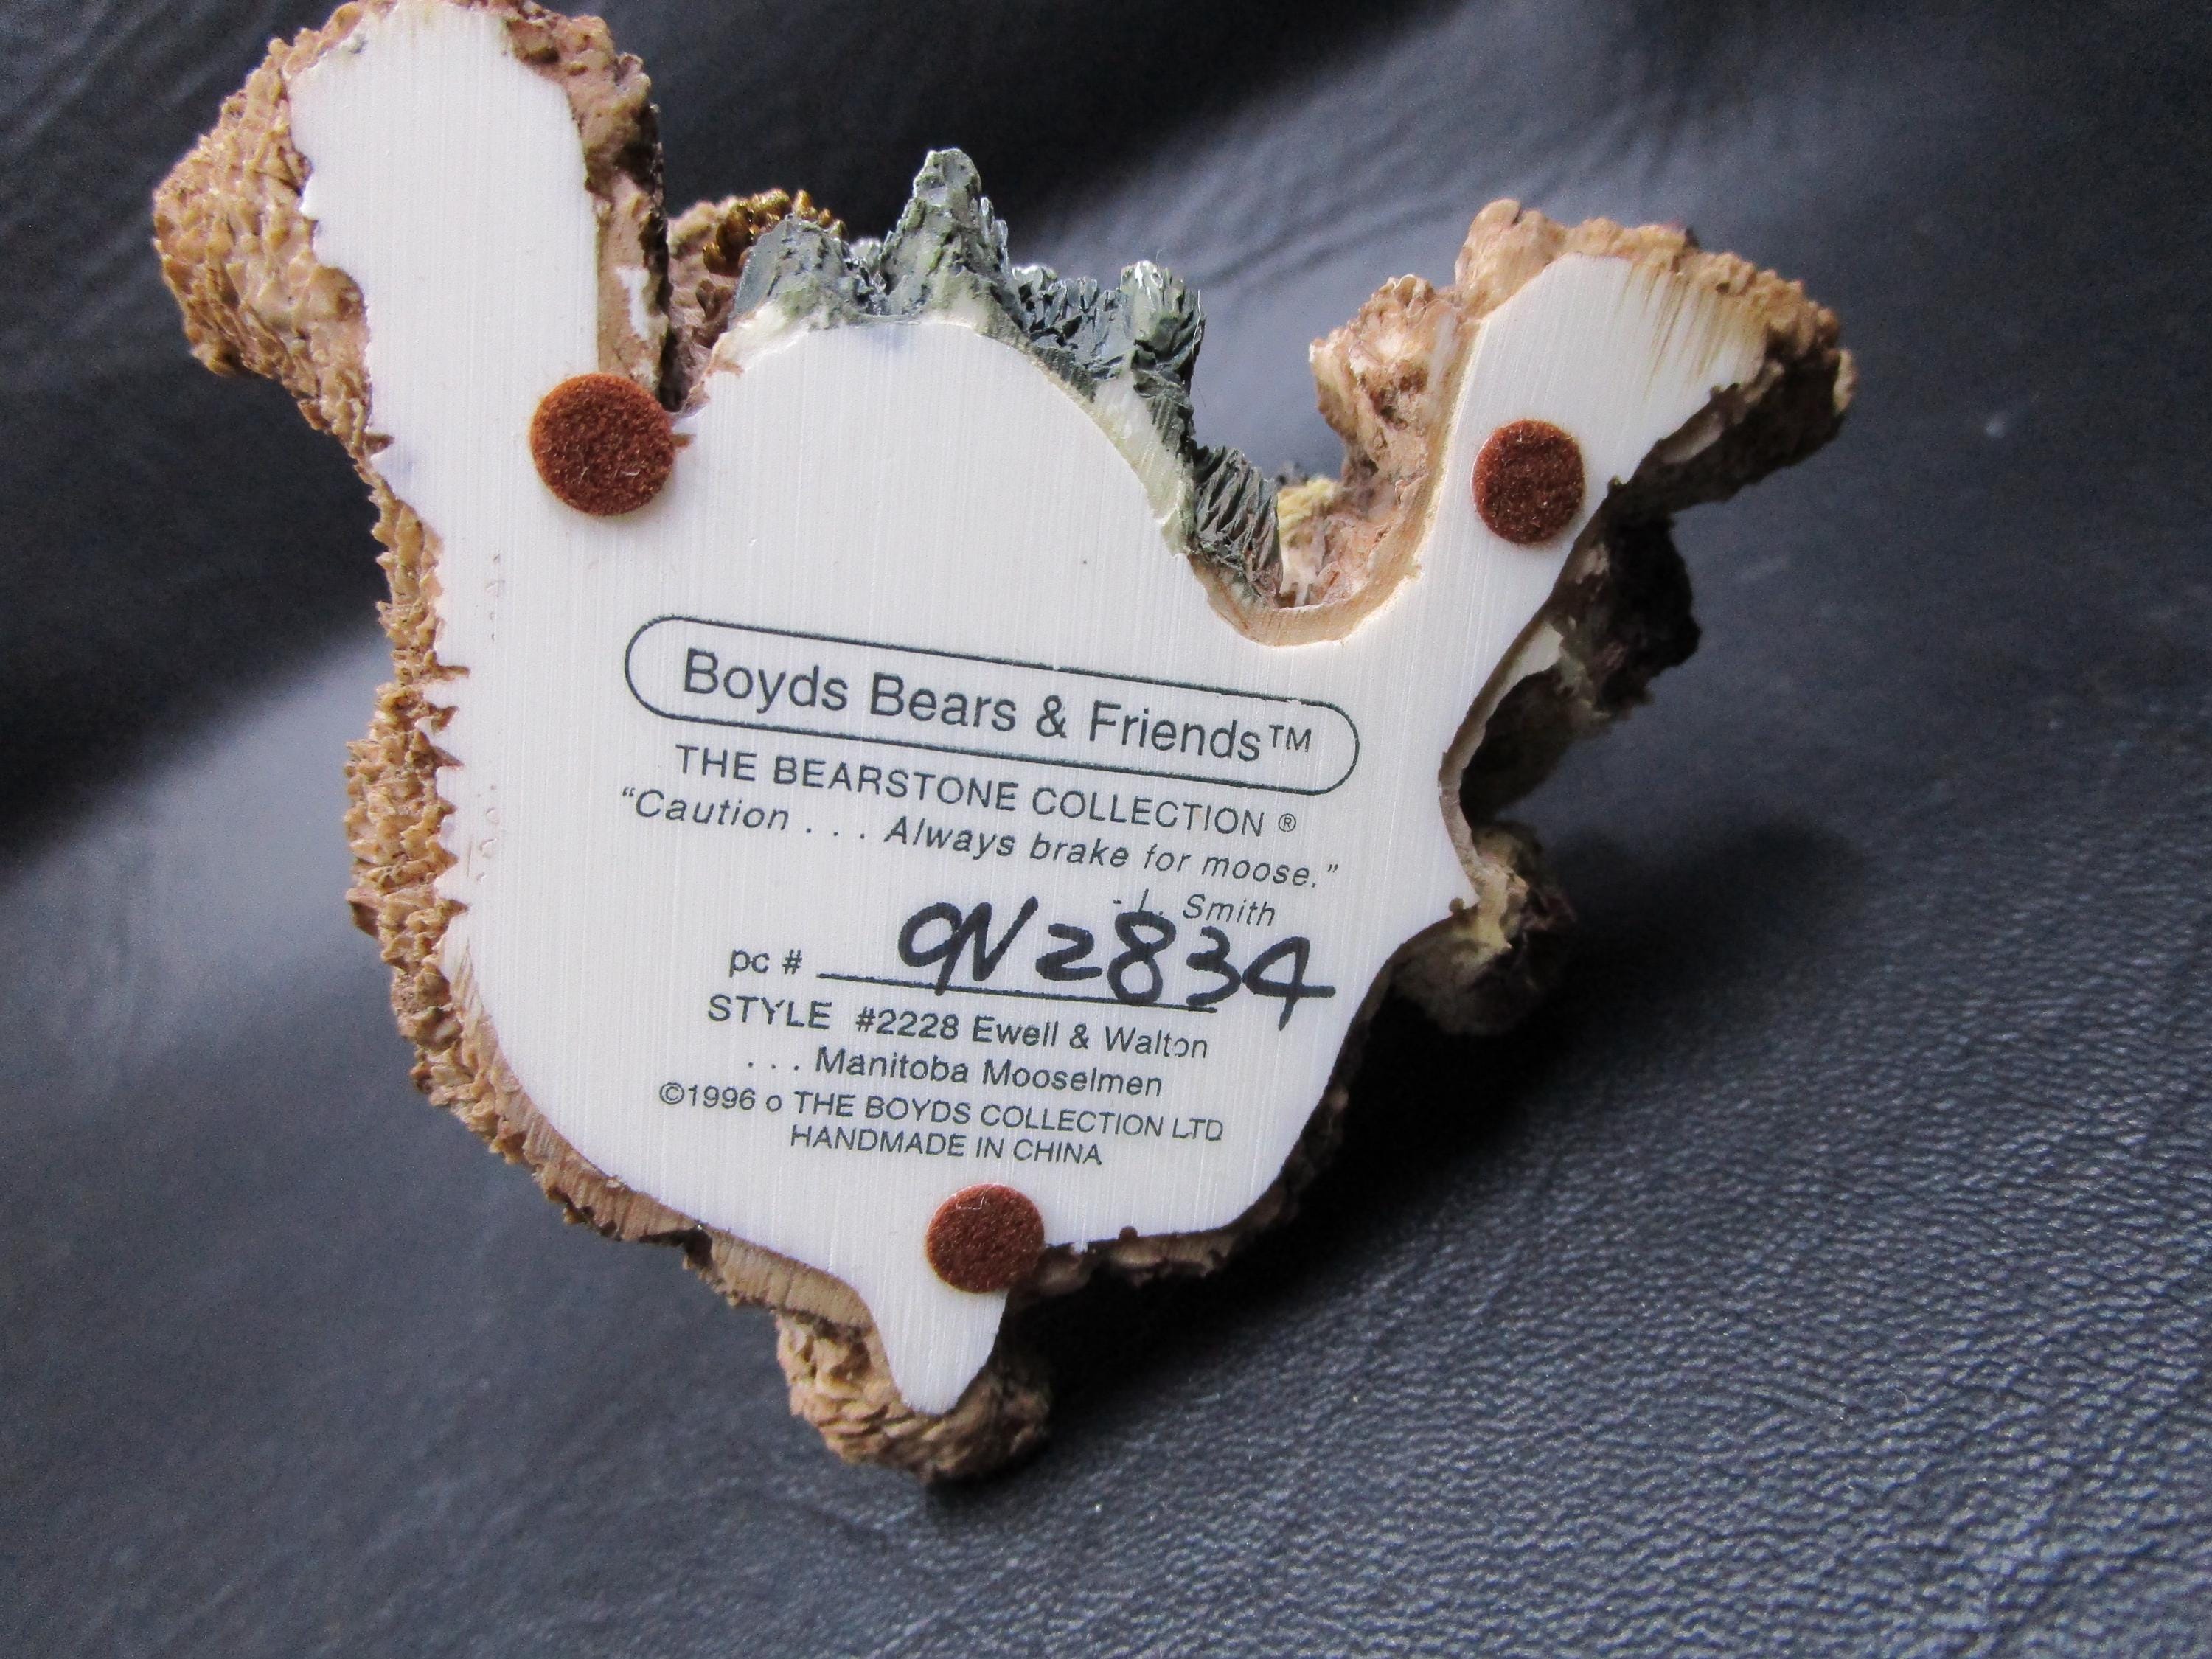 Boyds Bears & Friends™
THE BEARSTONE COLLECTION ®
“Caution . . . Always brake for moose.”
- L. Smith
pc # 9V2834
STYLE #2228 Ewell & Walton
. . . Manitoba Mooselmen
©1996 o THE BOYDS COLLECTION LTD
HANDMADE IN CHINA